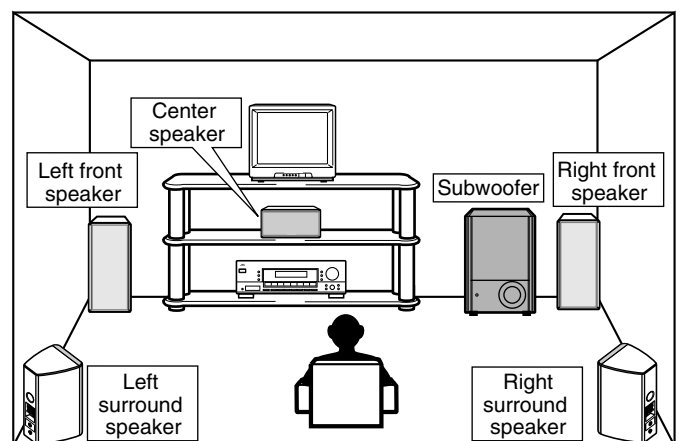 Center
speaker
Left front
speaker
Subwoofer
Right front
speaker
Left
surround
speaker
Right
surround
speaker